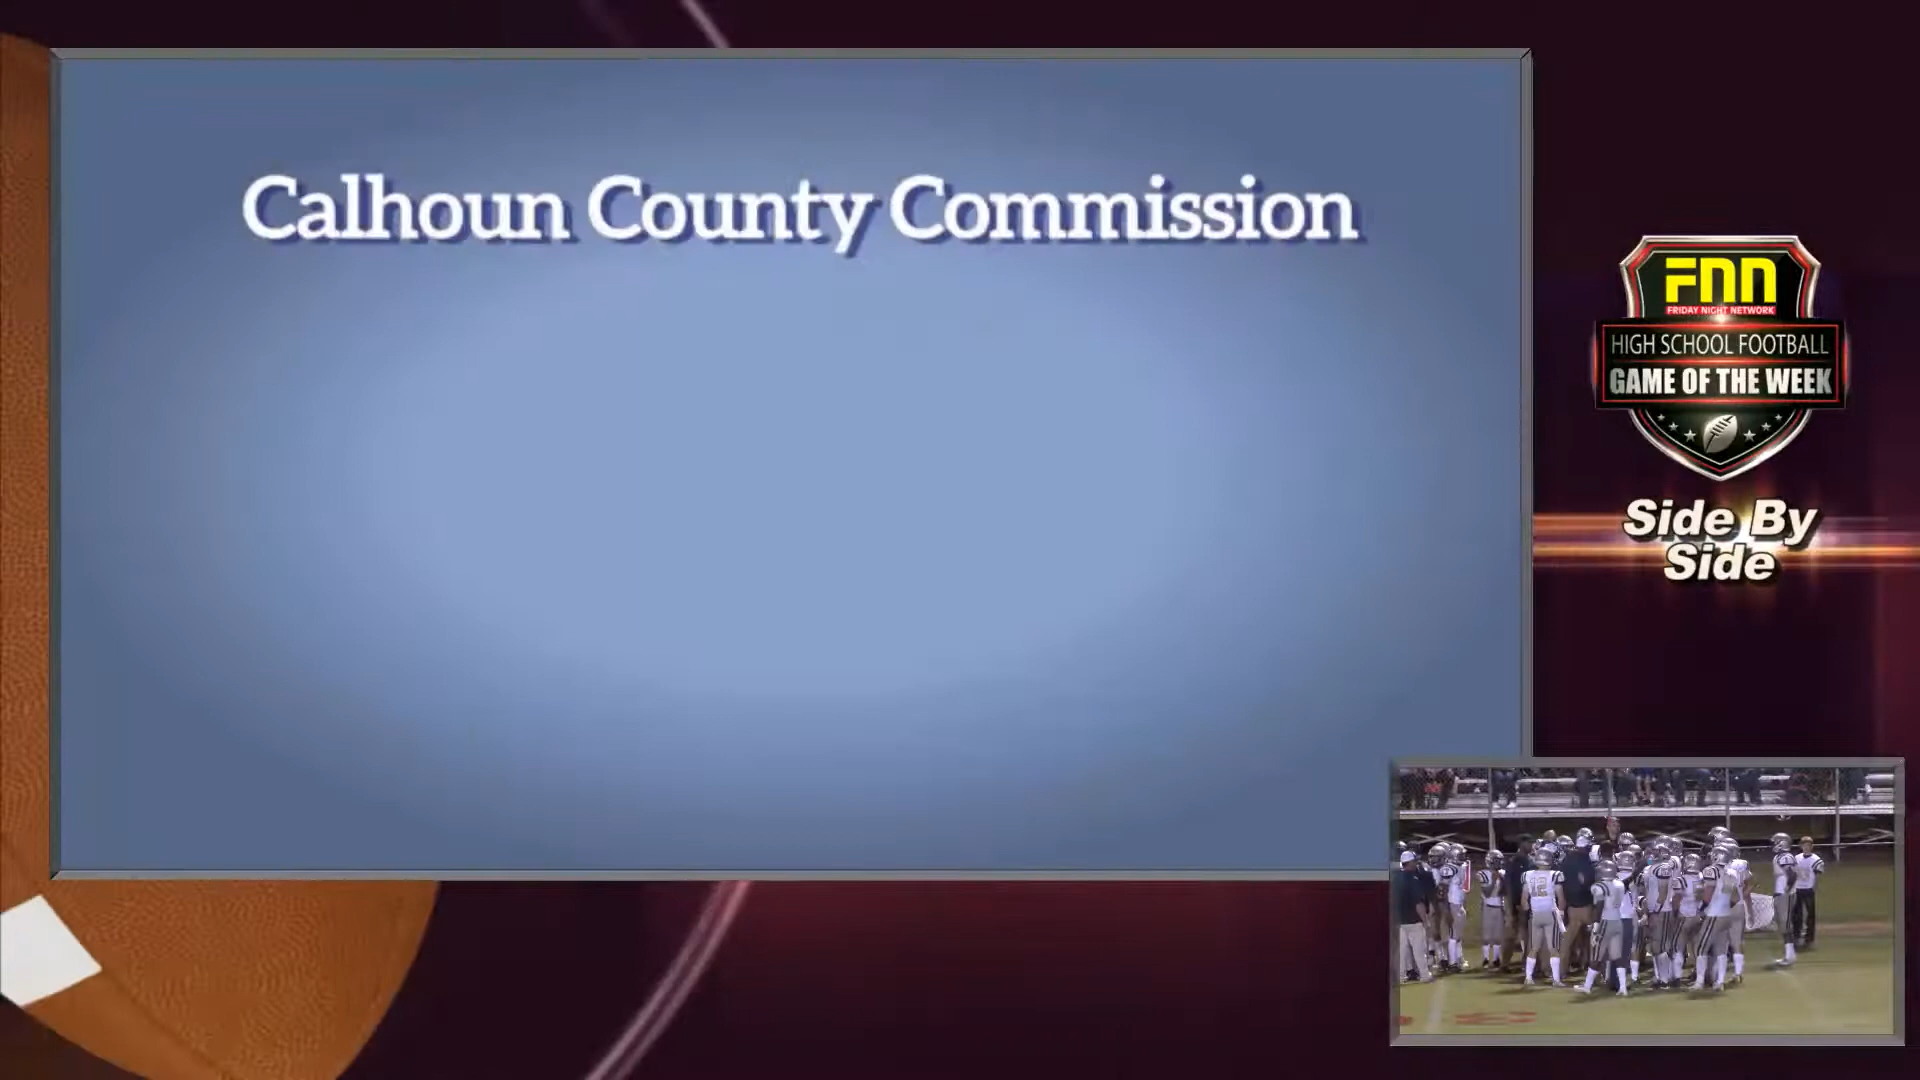 Calhoun County Commission
FNN
FRIDAY NIGHT NETWORK
HIGH SCHOOL FOOTBALL
GAME OF THE WEEK
Side By
Side
12